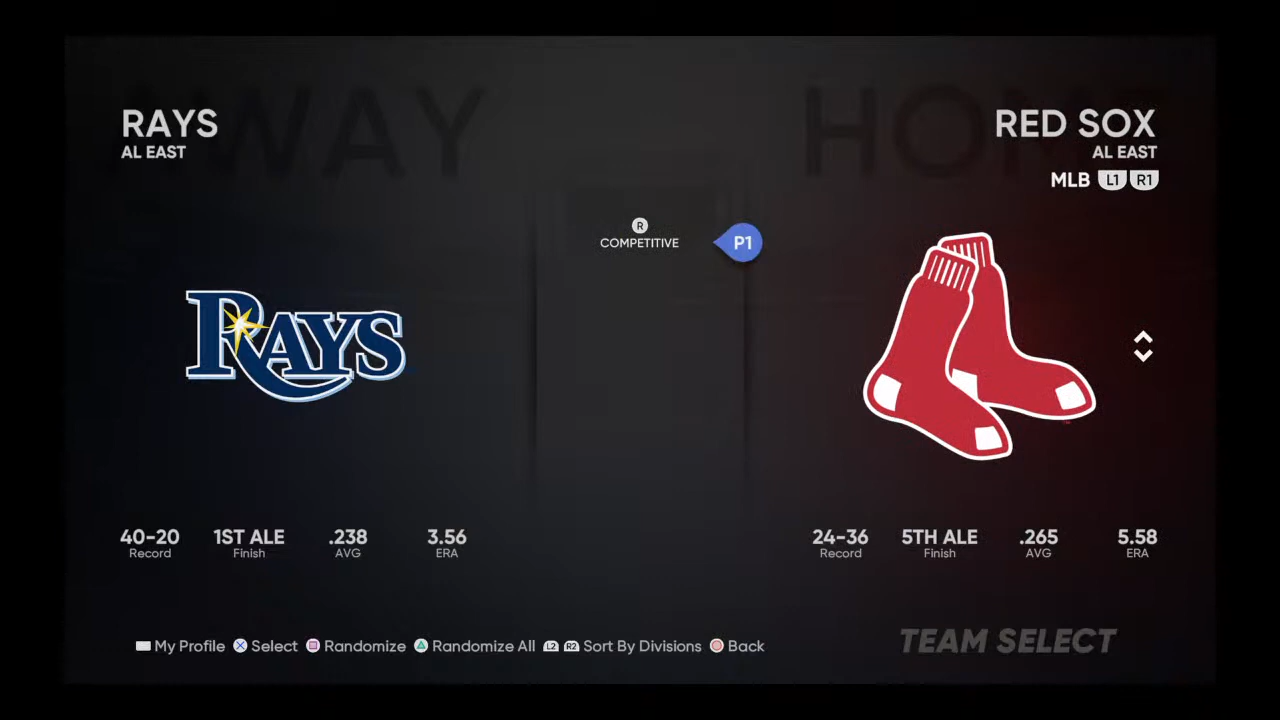 AWAY
HOME
RAYS
AL EAST
RED SOX
AL EAST
MLB L1 R1
R
COMPETITIVE
P1
RAYS
40-20 1ST ALE .238 3.56
Record Finish AVG ERA
24-36 5TH ALE .265 5.58
Record Finish AVG ERA
My Profile Select Randomize Randomize All L2 R2 Sort By Divisions Back
TEAM SELECT